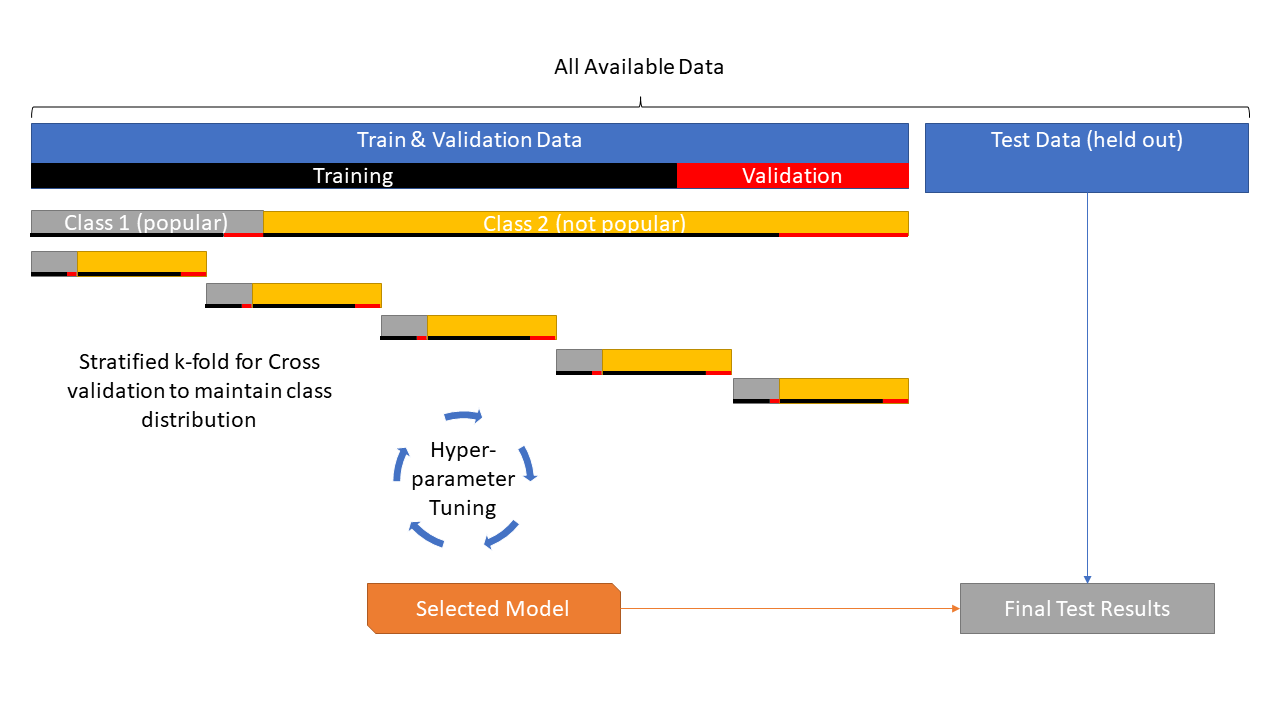 All Available Data
Train & Validation Data
Test Data (held out)
Training
Validation
Class 1 (popular)
Class 2 (not popular)
Stratified k-fold for Cross
validation to maintain class
distribution
Hyper-
parameter
Tuning
Selected Model
Final Test Results